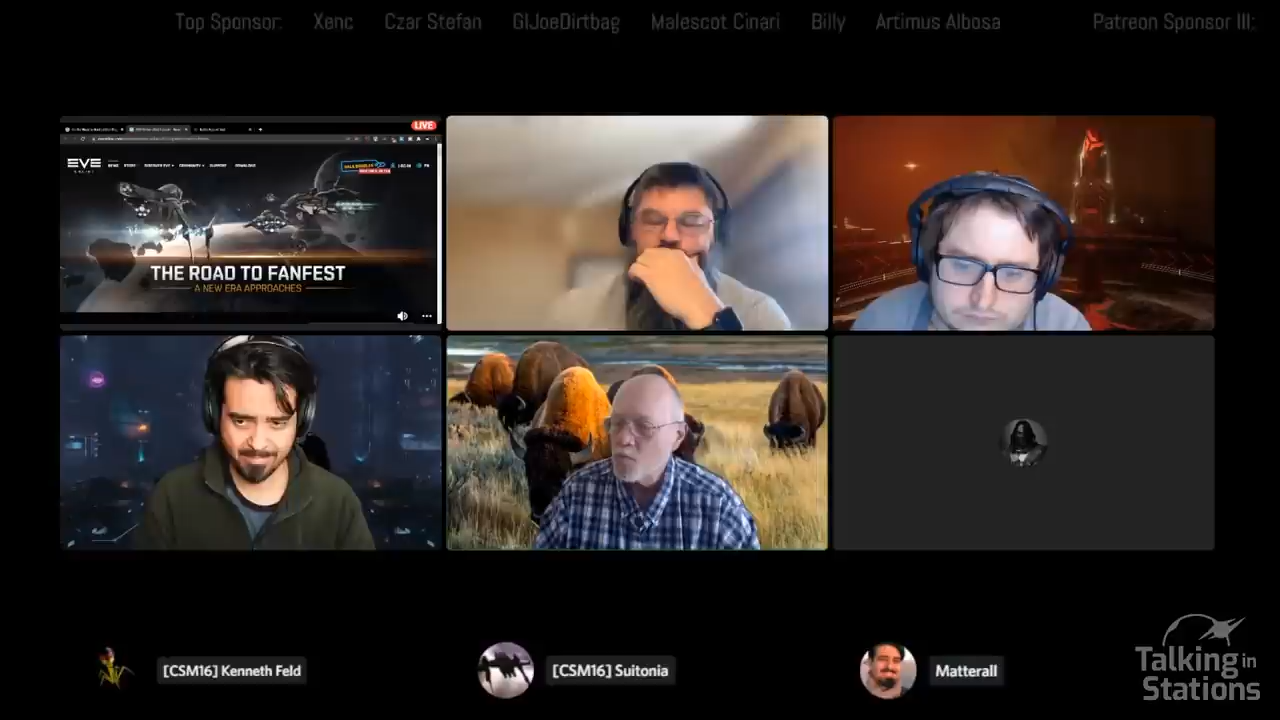 Top Sponsor: Xenc Czar Stefan GIJoeDirtbag Malescot Cinari Billy Artimus Albosa Patreon Sponsor III:
LIVE
EVE
THE ROAD TO FANFEST
A NEW ERA APPROACHES
[CSM16] Kenneth Feld
[CSM16] Suitonia
Matterall
Talking in
Stations